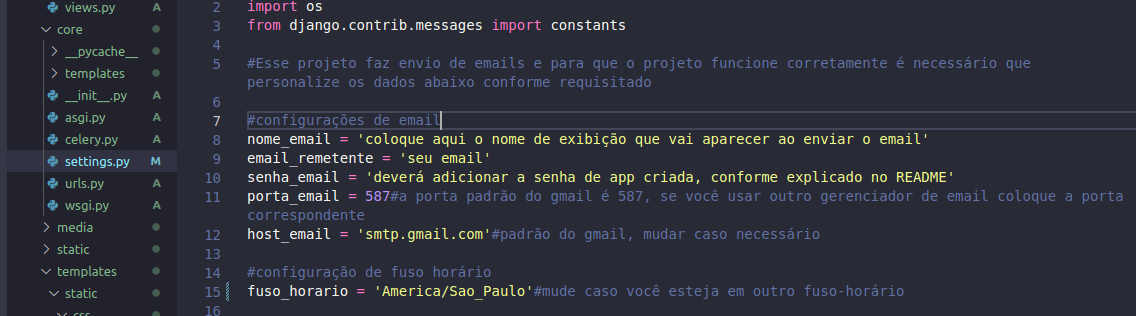 views.py A
core
__pycache__
templates
__init__.py A
asgi.py A
celery.py A
settings.py M
urls.py A
wsgi.py A
media
static
templates
static
css
2 import os
3 from django.contrib.messages import constants
4
5 #Esse projeto faz envio de emails e para que o projeto funcione corretamente é necessário que
personalize os dados abaixo conforme requisitado
6
7 #configurações de email
8 nome_email = 'coloque aqui o nome de exibição que vai aparecer ao enviar o email'
9 email_remetente = 'seu email'
10 senha_email = 'deverá adicionar a senha de app criada, conforme explicado no README'
11 porta_email = 587#a porta padrão do gmail é 587, se você usar outro gerenciador de email coloque a porta
correspondente
12 host_email = 'smtp.gmail.com'#padrão do gmail, mudar caso necessário
13
14 #configuração de fuso horário
15 fuso_horario = 'America/Sao_Paulo'#mude caso você esteja em outro fuso-horário
16